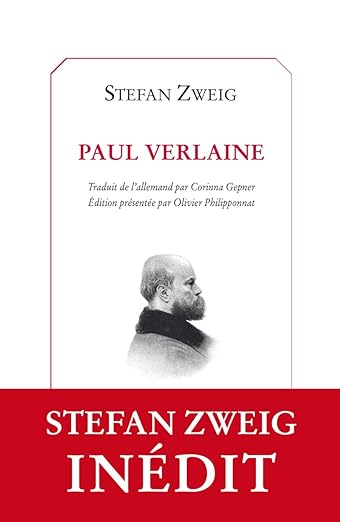 STEFAN ZWEIG
PAUL VERLAINE
Traduit de l'allemand par Corinna Gepner
Édition présentée par Olivier Philipponnat
STEFAN ZWEIG
INÉDIT